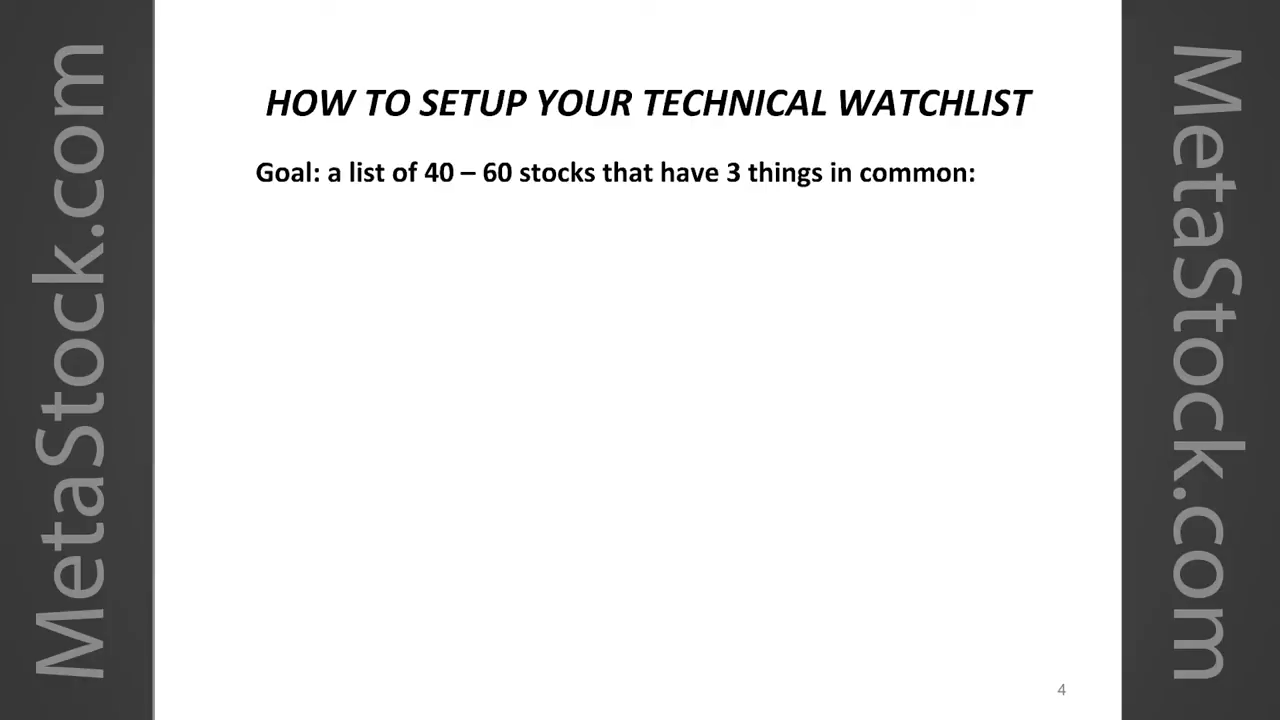 MetaStock.com
HOW TO SETUP YOUR TECHNICAL WATCHLIST
Goal: a list of 40 – 60 stocks that have 3 things in common:
4
MetaStock.com